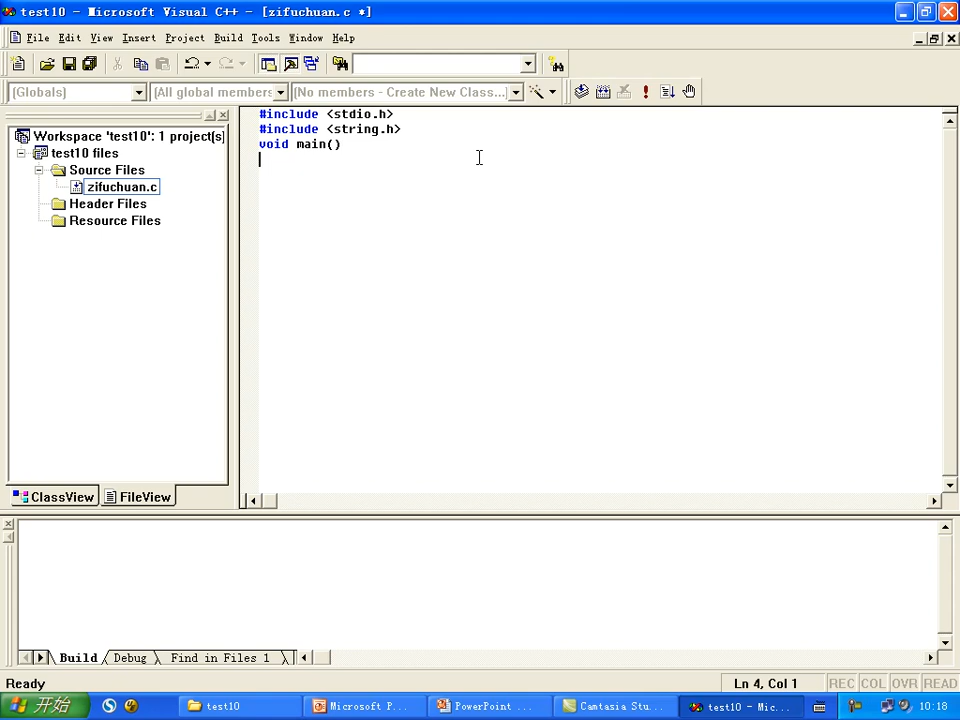 test10 - Microsoft Visual C++ - [zifuchuan.c *]
File Edit View Insert Project Build Tools Window Help
(Globals) (All global members (No members - Create New Class...
Workspace 'test10': 1 project(s)
test10 files
Source Files
zifuchuan.c
Header Files
Resource Files
ClassView FileView
#include <stdio.h>
#include <string.h>
void main()
Build Debug Find in Files 1
Ready Ln 4, Col 1 REC COL OVR READ
开始 test10 Microsoft P... PowerPoint ... Camtasia Stu... test10 - Mic... 10:18